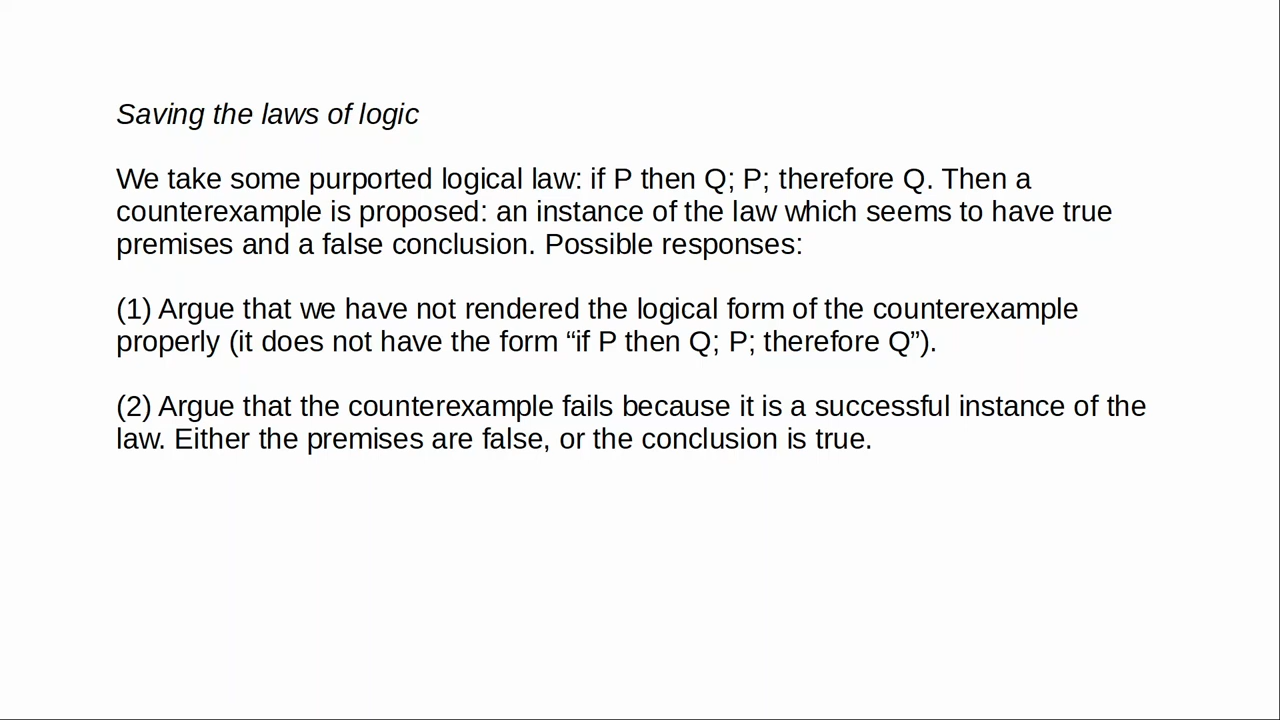 Saving the laws of logic
We take some purported logical law: if P then Q; P; therefore Q. Then a
counterexample is proposed: an instance of the law which seems to have true
premises and a false conclusion. Possible responses:
(1) Argue that we have not rendered the logical form of the counterexample
properly (it does not have the form “if P then Q; P; therefore Q”).
(2) Argue that the counterexample fails because it is a successful instance of the
law. Either the premises are false, or the conclusion is true.